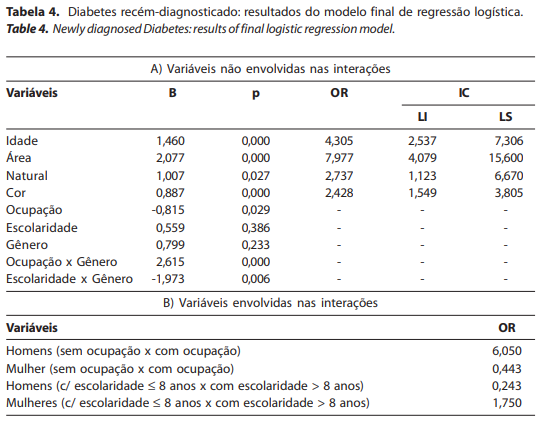 Tabela 4. Diabetes recém-diagnosticado: resultados do modelo final de regressão logística.
Table 4. Newly diagnosed Diabetes: results of final logistic regression model.
A) Variáveis não envolvidas nas interações
Variáveis B p OR IC
LI LS
Idade 1,460 0,000 4,305 2,537 7,306
Área 2,077 0,000 7,977 4,079 15,600
Natural 1,007 0,027 2,737 1,123 6,670
Cor 0,887 0,000 2,428 1,549 3,805
Ocupação -0,815 0,029 - - -
Escolaridade 0,559 0,386 - - -
Gênero 0,799 0,233 - - -
Ocupação x Gênero 2,615 0,000 - - -
Escolaridade x Gênero -1,973 0,006 - - -
B) Variáveis envolvidas nas interações
Variáveis OR
Homens (sem ocupação x com ocupação) 6,050
Mulher (sem ocupação x com ocupação) 0,443
Homens (c/ escolaridade ≤ 8 anos x com escolaridade > 8 anos) 0,243
Mulheres (c/ escolaridade ≤ 8 anos x com escolaridade > 8 anos) 1,750